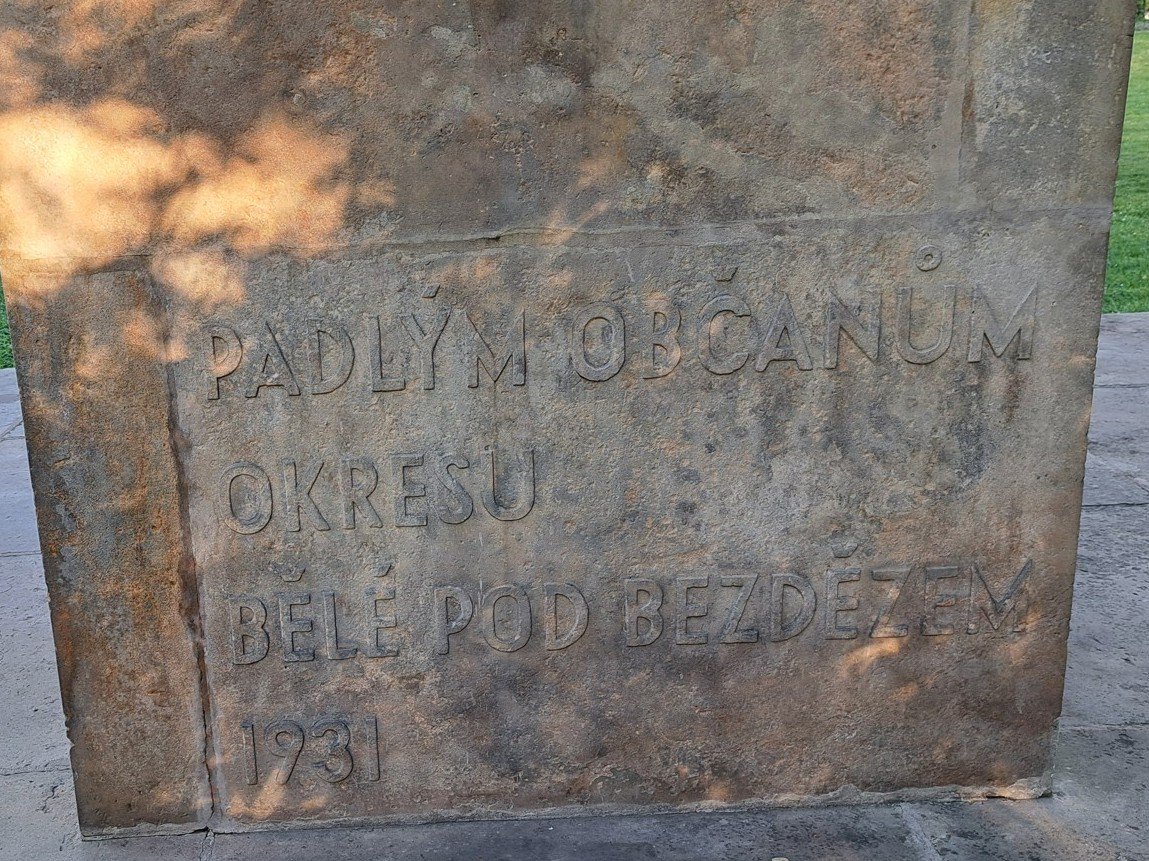 PADLÝM OBČANŮM
OKRESU
BĚLÉ POD BEZDĚZEM
1931